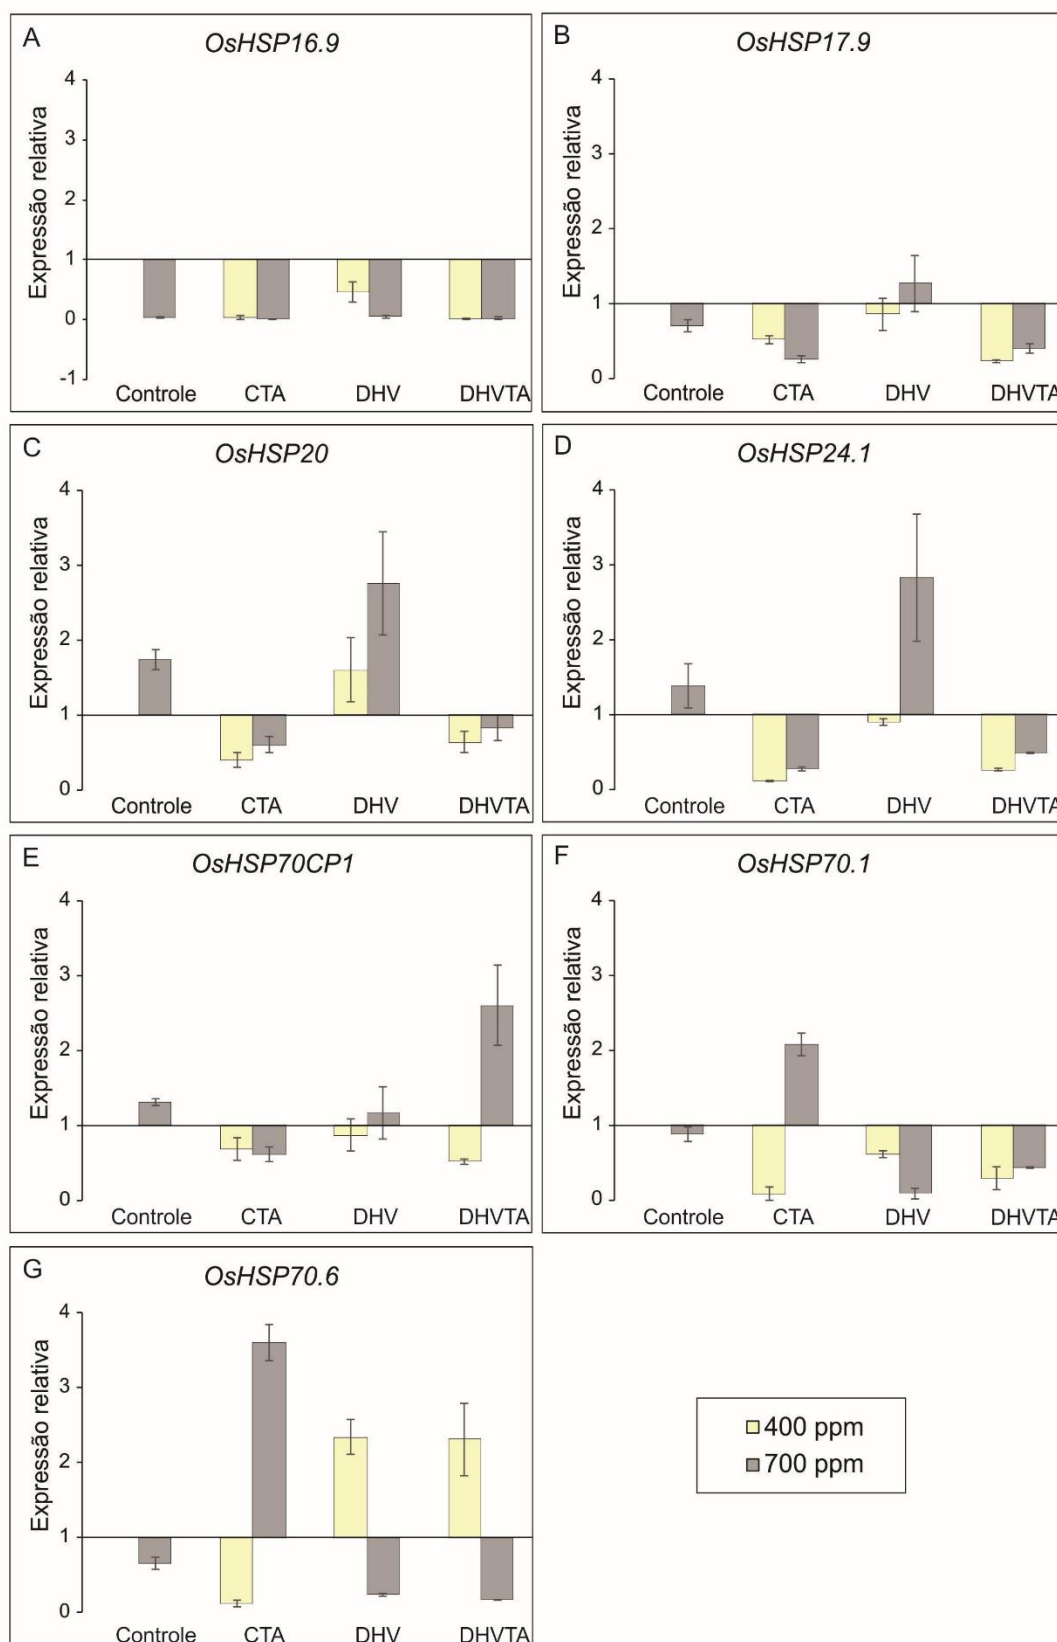 A
OsHSP16.9
Expressão relativa
4
3
2
1
0
-1
Controle CTA DHV DHVTA
B
OsHSP17.9
Expressão relativa
4
3
2
1
0
Controle CTA DHV DHVTA
C
OsHSP20
Expressão relativa
4
3
2
1
0
Controle CTA DHV DHVTA
D
OsHSP24.1
Expressão relativa
4
3
2
1
0
Controle CTA DHV DHVTA
E
OsHSP70CP1
Expressão relativa
4
3
2
1
0
Controle CTA DHV DHVTA
F
OsHSP70.1
Expressão relativa
4
3
2
1
0
Controle CTA DHV DHVTA
G
OsHSP70.6
Expressão relativa
4
3
2
1
0
Controle CTA DHV DHVTA
400 ppm
700 ppm